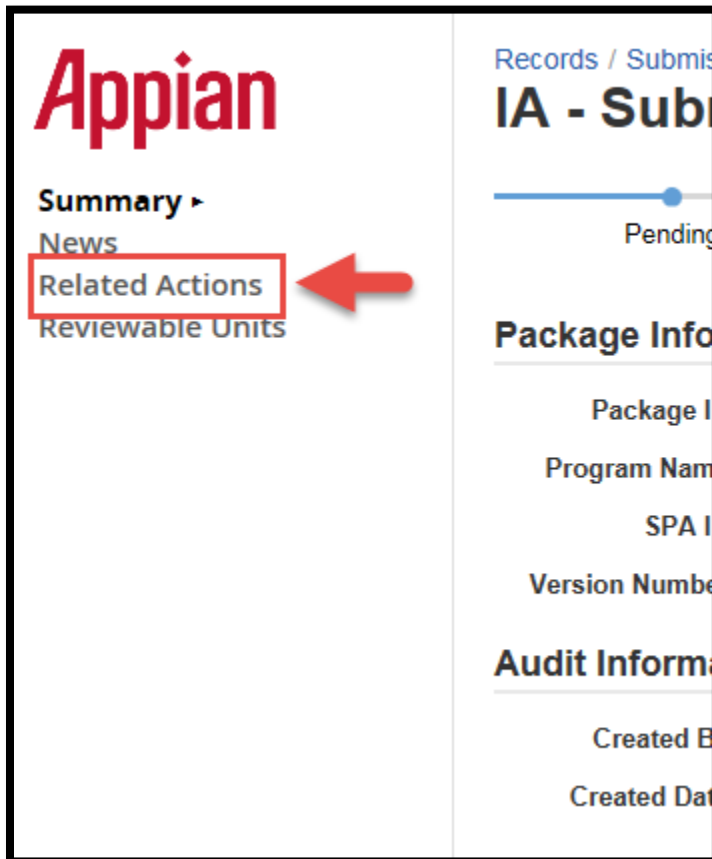 Appian
Summary ▸
News
Related Actions
Reviewable Units
Records / Submis
IA - Sub
Pending
Package Info
Package I
Program Nam
SPA I
Version Numbe
Audit Informa
Created B
Created Dat